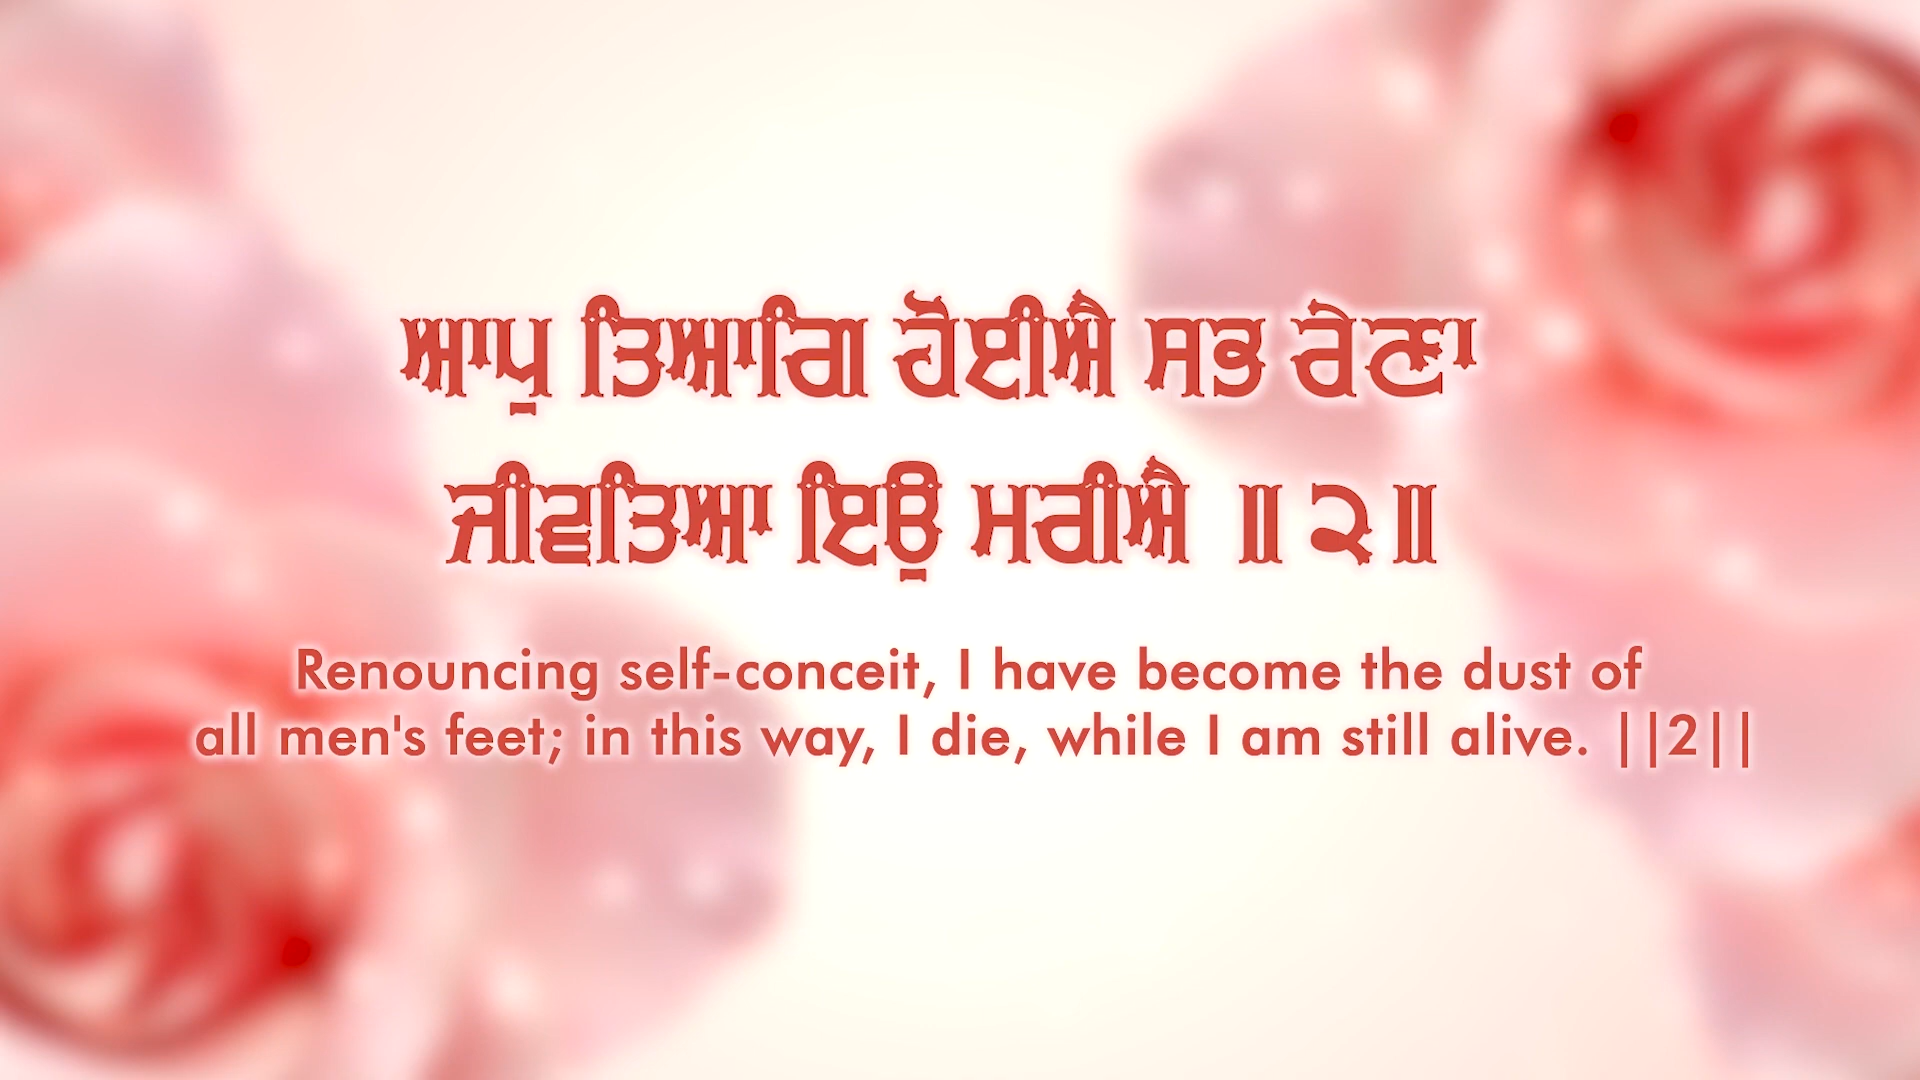 ਆਪੁ ਤਿਆਗਿ ਹੋਈਐ ਸਭ ਰੇਣਾ
ਜੀਵਤਿਆ ਇਉ ਮਰੀਐ ॥੨॥
Renouncing self-conceit, I have become the dust of
all men's feet; in this way, I die, while I am still alive. ||2||